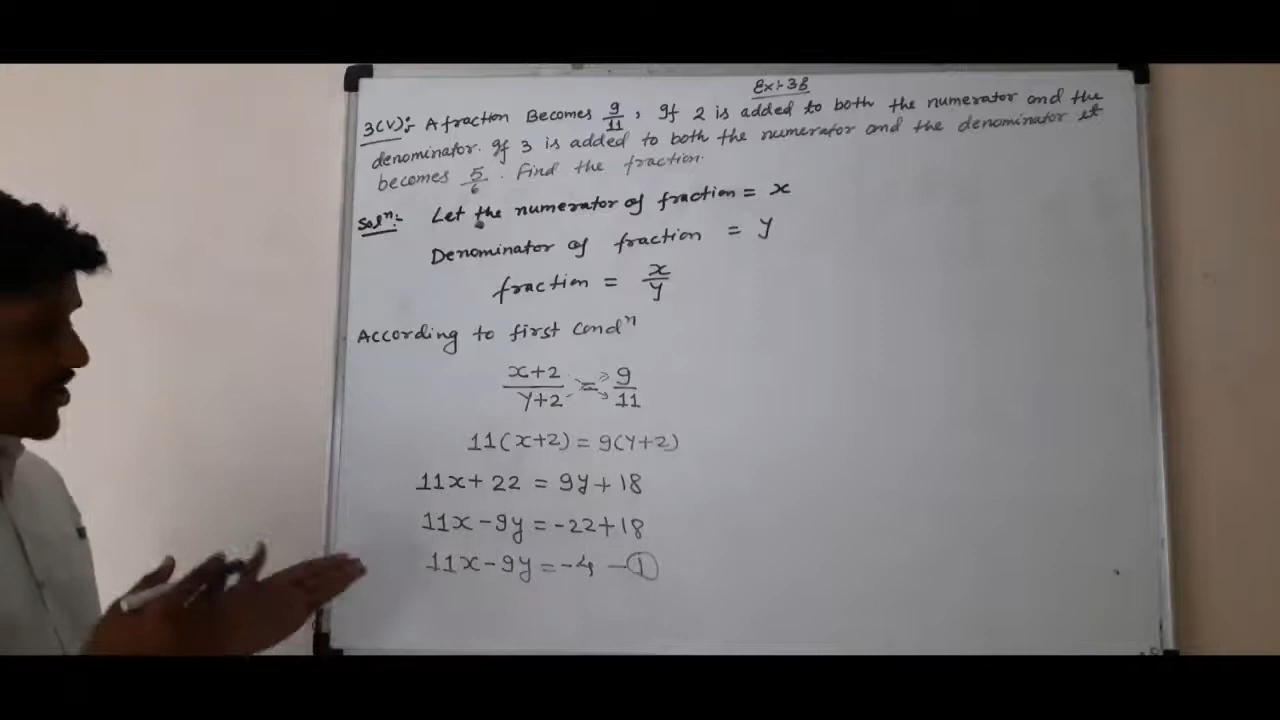 Ex:-3B
3(V):- A fraction Becomes 9/11, If 2 is added to both the numerator and the
denominator. If 3 is added to both the numerator and the denominator it
becomes 5/6. Find the fraction.
Solⁿ:- Let the numerator of fraction = x
Denominator of fraction = y
fraction = x/y
According to first condⁿ
x+2/y+2 = 9/11
11(x+2) = 9(y+2)
11x + 22 = 9y + 18
11x - 9y = -22+18
11x - 9y = -4 — ①